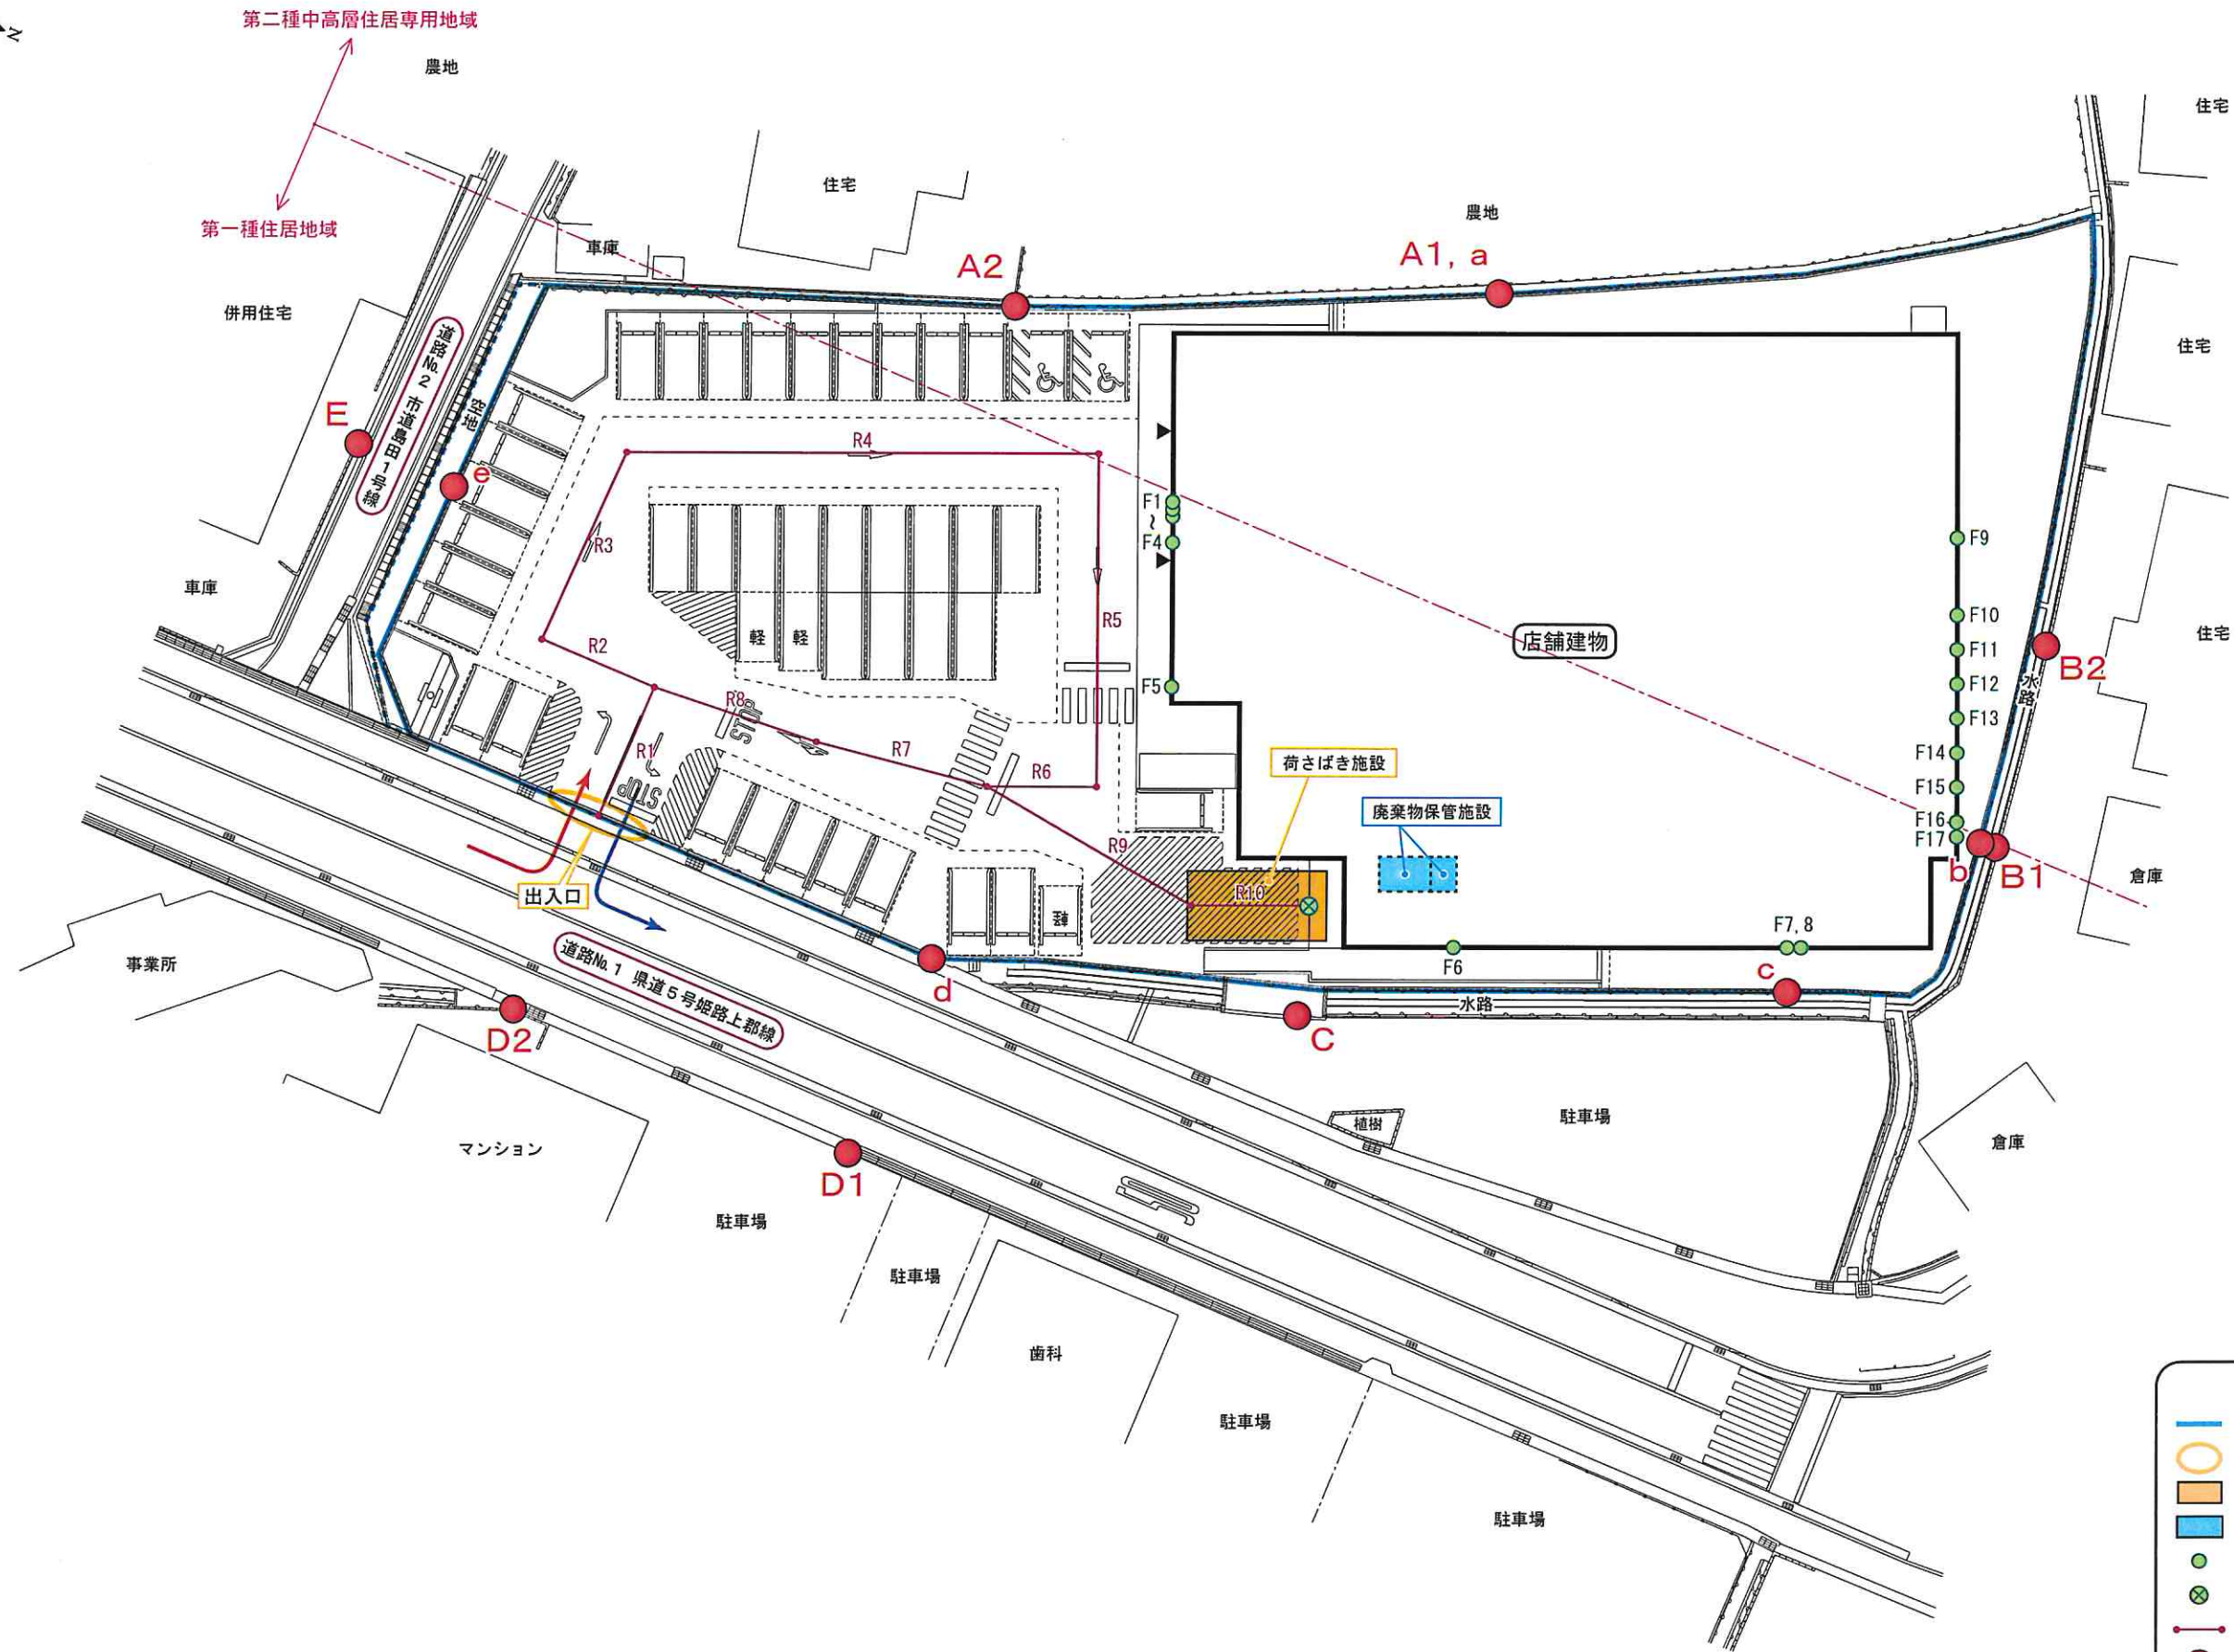 N
第二種中高層住居専用地域
農地
第一種住居地域
住宅
住宅
農地
車庫
A2
A1, a
併用住宅
道路No.2 市道島田1号線
空地
E
e
R4
F1
~
F4
F9
住宅
R3
R5
F10
車庫
軽
軽
R2
店舗建物
F11
住宅
B2
F5
F12
水路
R8
STOP
F13
R1
R7
F14
R6
荷さばき施設
STOP
F15
廃棄物保管施設
F16
F17
R9
b
B1
倉庫
出入口
R10
軽
F7, 8
事業所
道路No.1 県道5号姫路上郡線
d
F6
c
水路
D2
C
植樹
駐車場
倉庫
マンション
D1
駐車場
駐車場
歯科
駐車場
駐車場